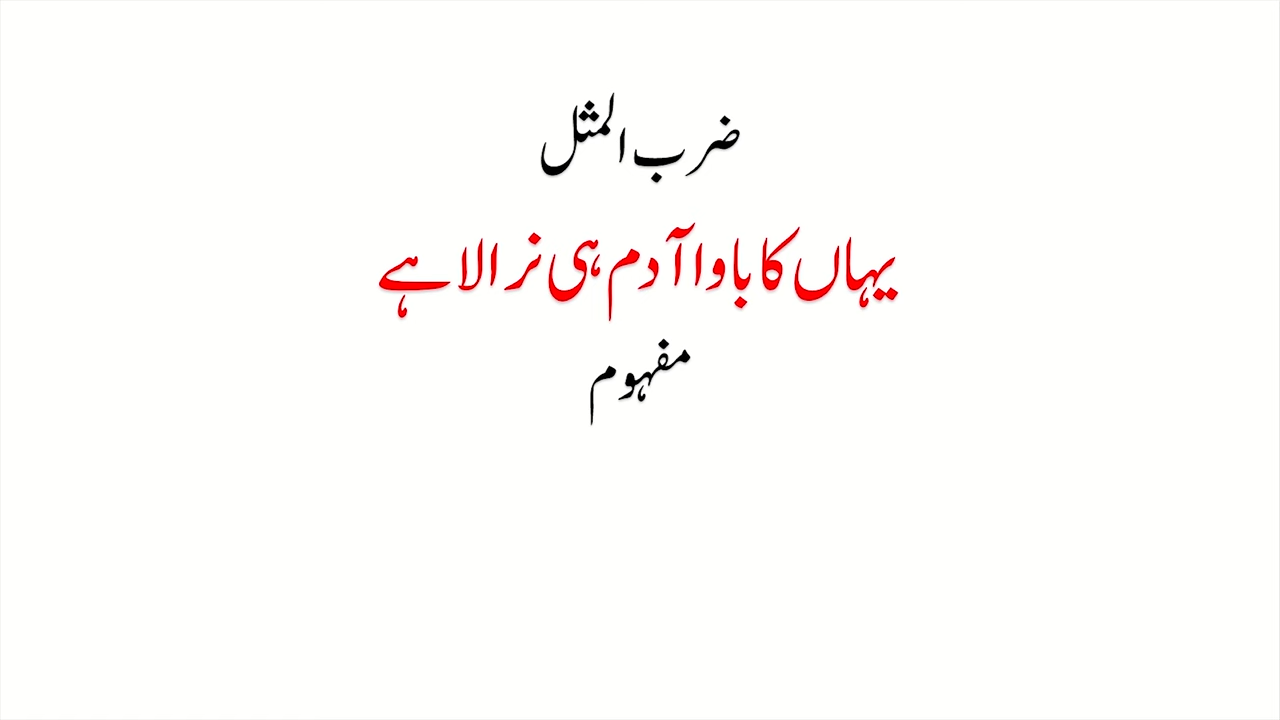 ضرب المثل
یہاں کا باوا آدم ہی نرالا ہے
مفہوم